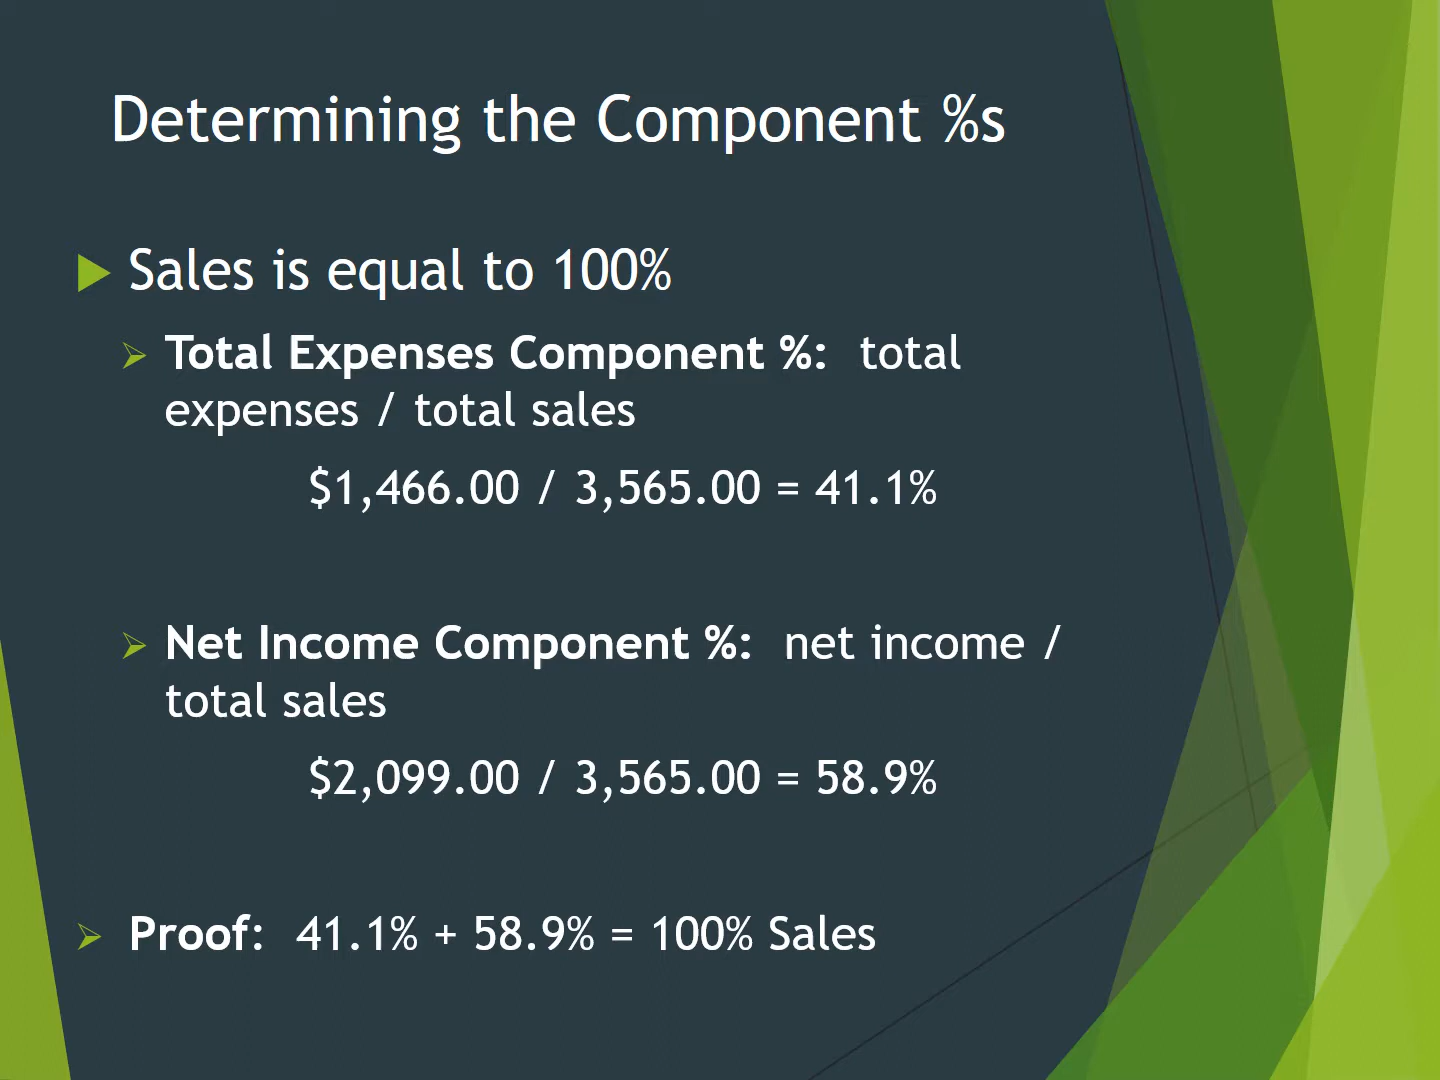 Determining the Component %s
Sales is equal to 100%
Total Expenses Component %: total
expenses / total sales
$1,466.00 / 3,565.00 = 41.1%
Net Income Component %: net income /
total sales
$2,099.00 / 3,565.00 = 58.9%
Proof: 41.1% + 58.9% = 100% Sales